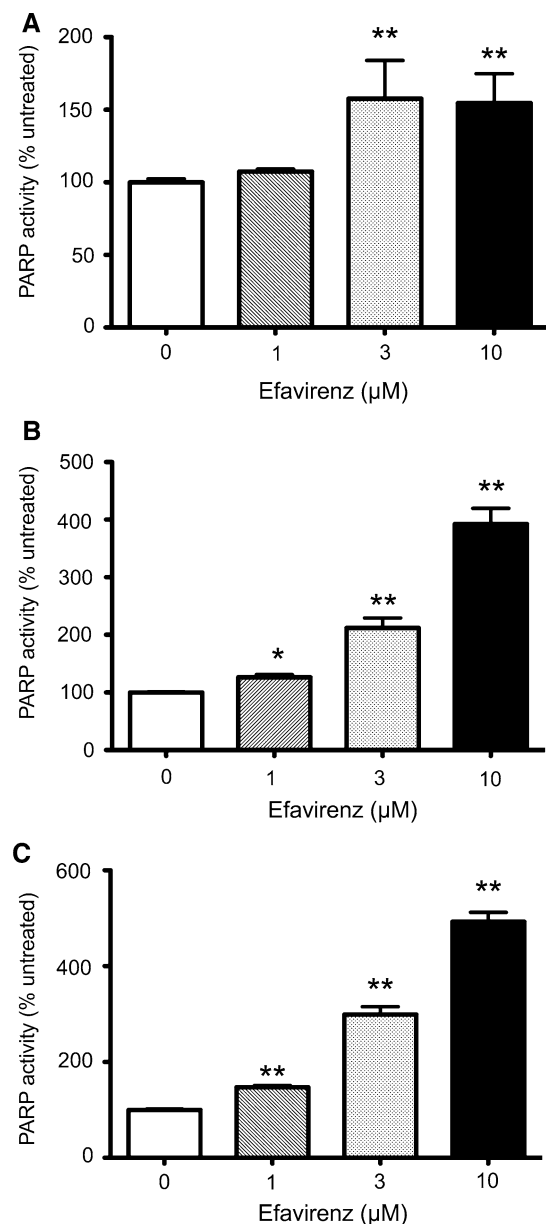 A
PARP activity (% untreated)
200
150
100
50
0
** **
0 1 3 10
Efavirenz (µM)
B
PARP activity (% untreated)
500
400
300
200
100
0
* ** **
0 1 3 10
Efavirenz (µM)
C
PARP activity (% untreated)
600
400
200
0
** ** **
0 1 3 10
Efavirenz (µM)